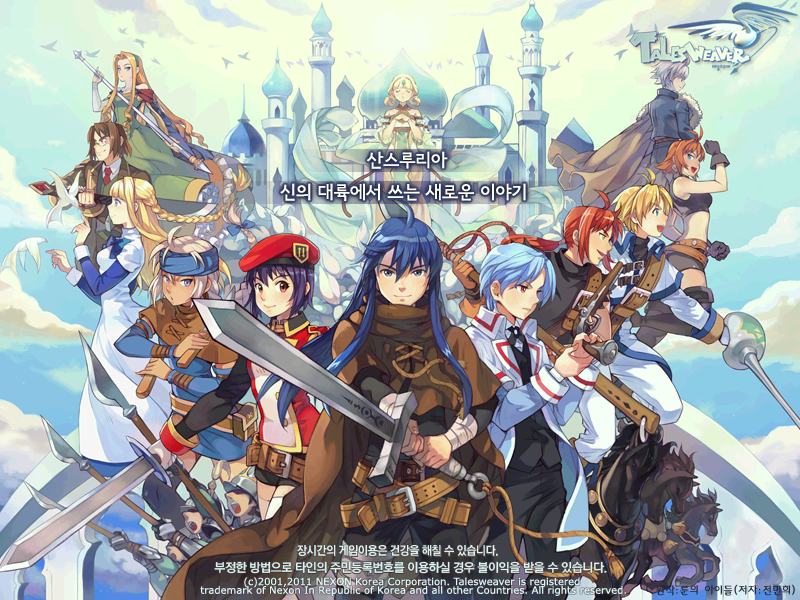 TALESWEAVER
산스루리아
신의 대륙에서 쓰는 새로운 이야기
장시간의 게임이용은 건강을 해칠 수 있습니다.
부정한 방법으로 타인의 주민등록번호를 이용하실 경우 불이익을 받을 수 있습니다.
(c)2001,2011 NEXON Korea Corporation. Talesweaver is registered
trademark of Nexon In Republic of Korea and all other Countries. All rights reserved.
원작:룬의 아이들(저자:전민희)